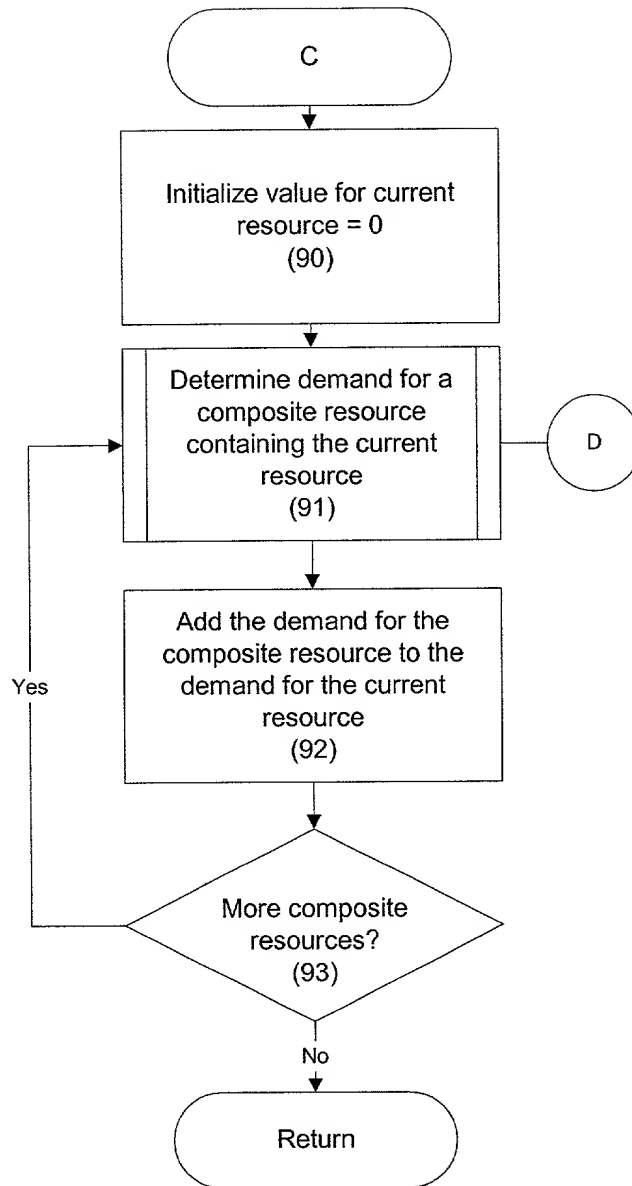 C
Initialize value for current
resource = 0
(90)
Determine demand for a
composite resource
containing the current
resource
(91)
D
Add the demand for the
composite resource to the
demand for the current
resource
(92)
Yes
More composite
resources?
(93)
No
Return